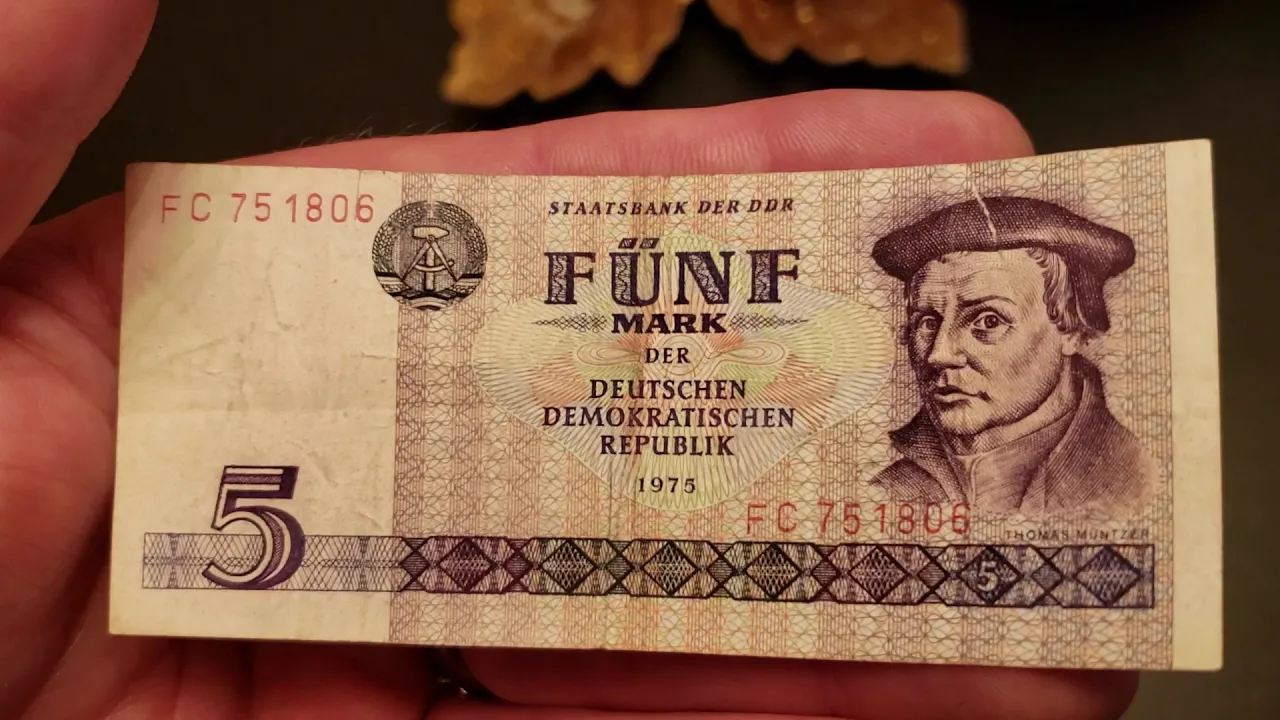 FC 751806
STAATSBANK DER DDR
FÜNF
MARK
DER
DEUTSCHEN
DEMOKRATISCHEN
REPUBLIK
1975
FC 751806
THOMAS MÜNTZER
5
5